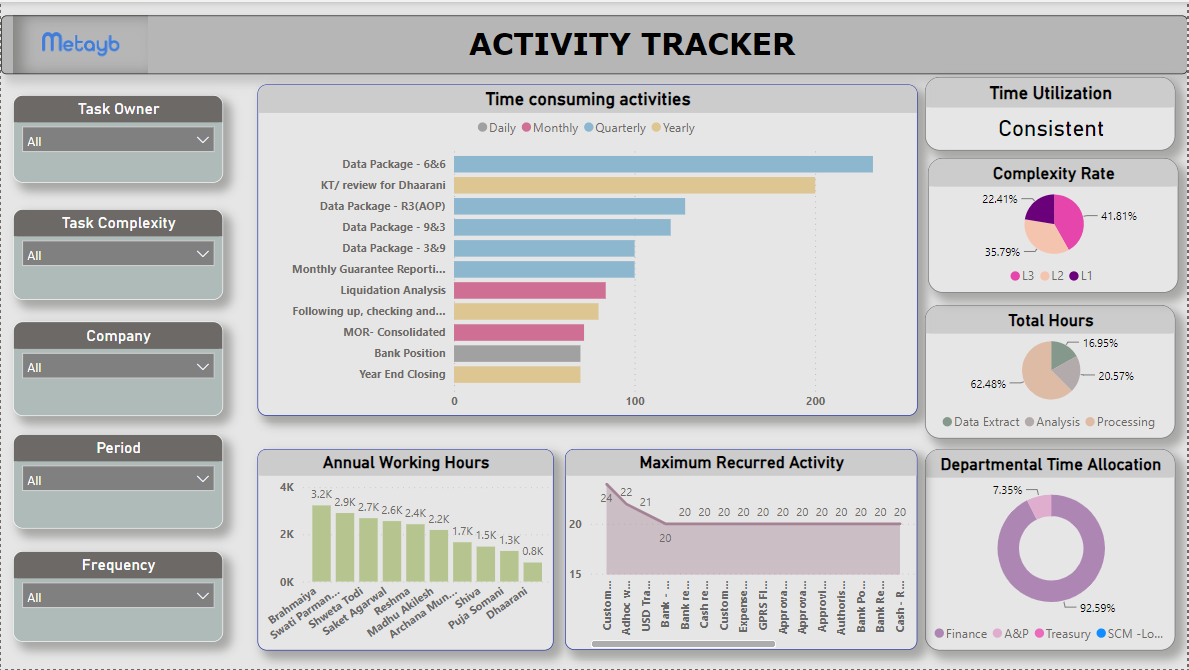 Metayb
ACTIVITY TRACKER
Task Owner
All
Task Complexity
All
Company
All
Period
All
Frequency
All
Time consuming activities
Daily Monthly Quarterly Yearly
Data Package - 6&6
KT/ review for Dhaarani
Data Package - R3(AOP)
Data Package - 9&3
Data Package - 3&9
Monthly Guarantee Reporti...
Liquidation Analysis
Following up, checking and...
MOR- Consolidated
Bank Position
Year End Closing
0 100 200
Annual Working Hours
4K
2K
0K
3.2K 2.9K 2.7K 2.6K 2.4K 2.2K 1.7K 1.5K 1.3K 0.8K
Brahmaiya
Swati Parman...
Shweta Todi
Saket Agarwal
Reshma
Madhu Akilesh
Archana Mun...
Shiva
Puja Somani
Dhaarani
Maximum Recurred Activity
20
15
24 22 21 20 20 20 20 20 20 20 20 20 20 20 20 20
Custom...
Adhoc w...
USD Tra...
Bank - ...
Bank re...
Cash re...
Custom...
Expense...
GPRS Fl...
Approva...
Approva...
Approvl...
Authoris...
Bank Po...
Bank Re...
Cash - R...
Time Utilization
Consistent
Complexity Rate
22.41%
41.81%
35.79%
L3 L2 L1
Total Hours
16.95%
20.57%
62.48%
Data Extract Analysis Processing
Departmental Time Allocation
7.35%
92.59%
Finance A&P Treasury SCM -Lo...